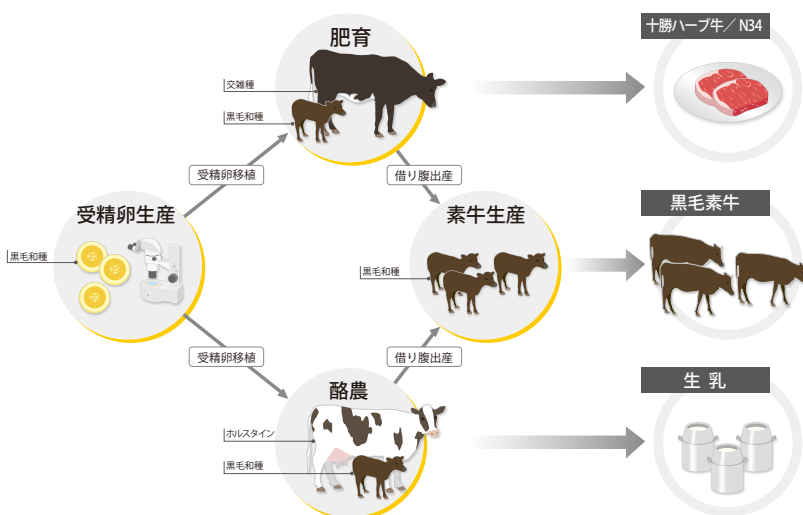 肥育
十勝ハーブ牛／N34
交雑種
黒毛和種
受精卵移植
借り腹出産
受精卵生産
素牛生産
黒毛素牛
黒毛和種
黒毛和種
受精卵移植
借り腹出産
酪農
生 乳
ホルスタイン
黒毛和種